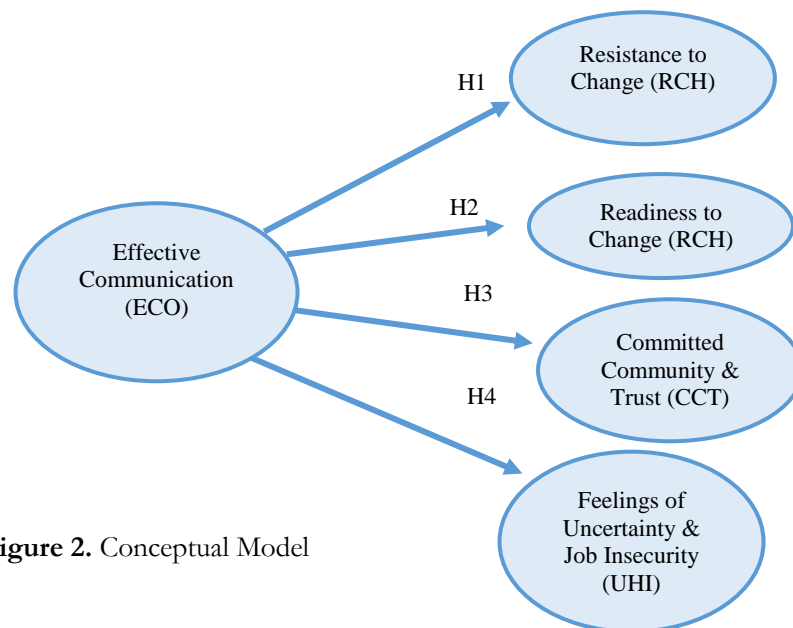 Resistance to
Change (RCH)
H1
H2
Readiness to
Change (RCH)
Effective
Communication
(ECO)
H3
Committed
Community &
Trust (CCT)
H4
Feelings of
Uncertainty &
Job Insecurity
(UHI)
igure 2. Conceptual Model